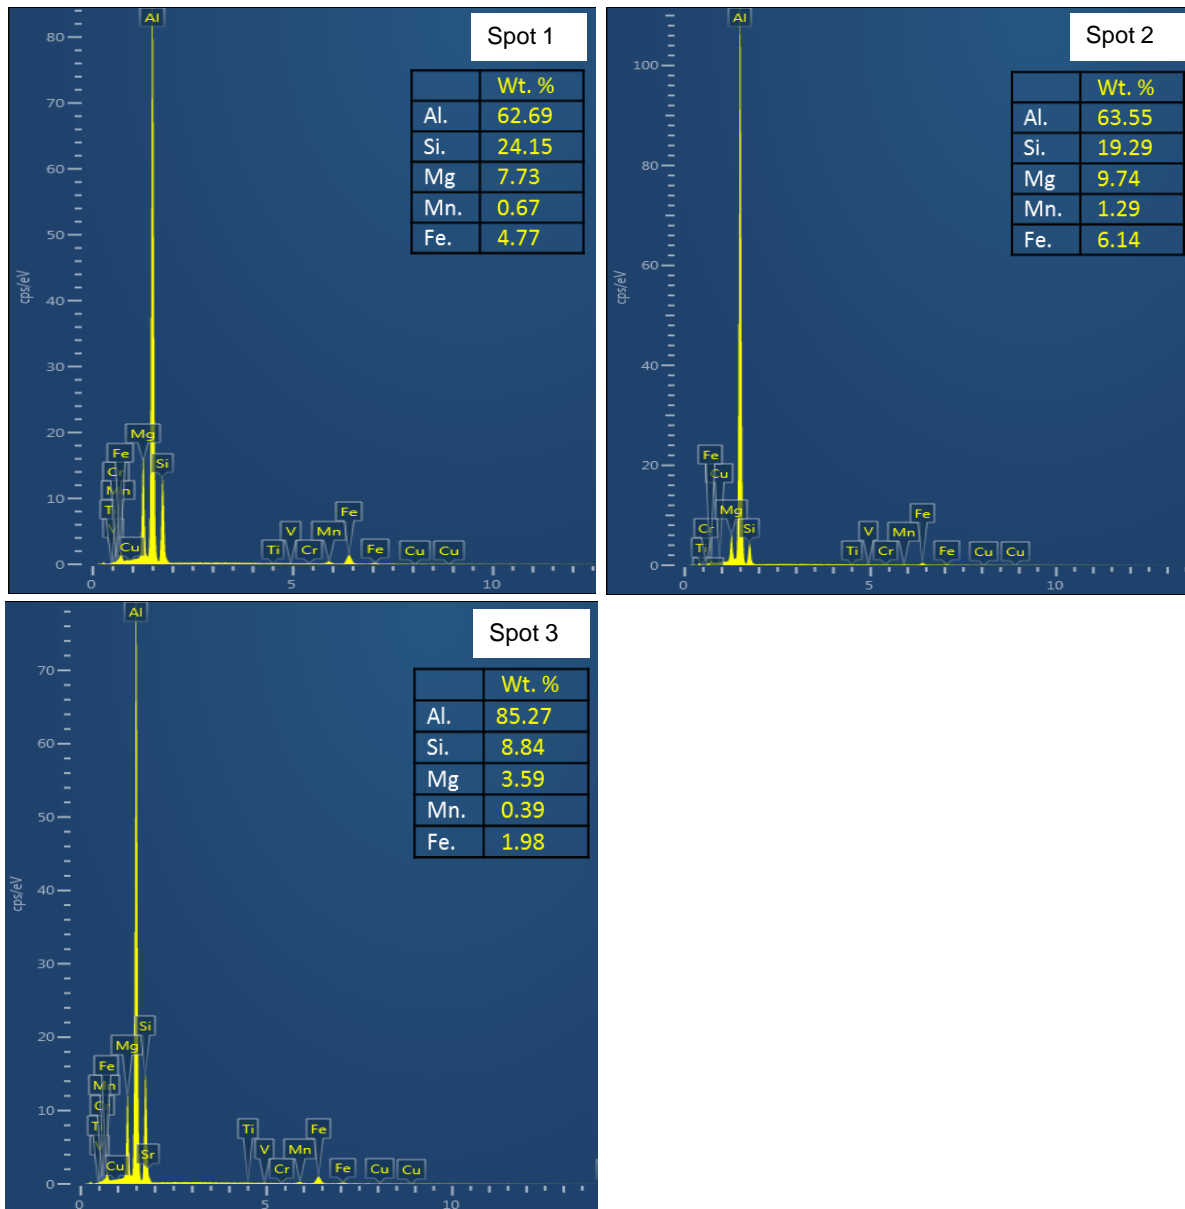 Spot 1
Wt. %
Al. 62.69
Si. 24.15
Mg 7.73
Mn. 0.67
Fe. 4.77
cps/eV
80
70
60
50
40
30
20
10
0
Al
Mg
Si
Fe
Cr
Mn
T
V
Cu
Ti
V
Cr
Mn
Fe
Fe
Cu
Cu
0 5 10
Spot 2
Wt. %
Al. 63.55
Si. 19.29
Mg 9.74
Mn. 1.29
Fe. 6.14
cps/eV
100
80
60
40
20
0
Al
Fe
Cu
Mg
Cr
Si
Ti
Ti
V
Cr
Mn
Fe
Fe
Cu
Cu
0 5 10
Spot 3
Wt. %
Al. 85.27
Si. 8.84
Mg 3.59
Mn. 0.39
Fe. 1.98
cps/eV
70
60
50
40
30
20
10
0
Al
Si
Mg
Fe
Mn
T
Cu
Sr
Ti
V
Cr
Mn
Fe
Fe
Cu
Cu
0 5 10